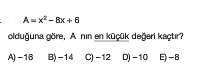 A = x² – 8x + 6
olduğuna göre, A nın en küçük değeri kaçtır?
A) –16 B) –14 C) –12 D) –10 E) –8